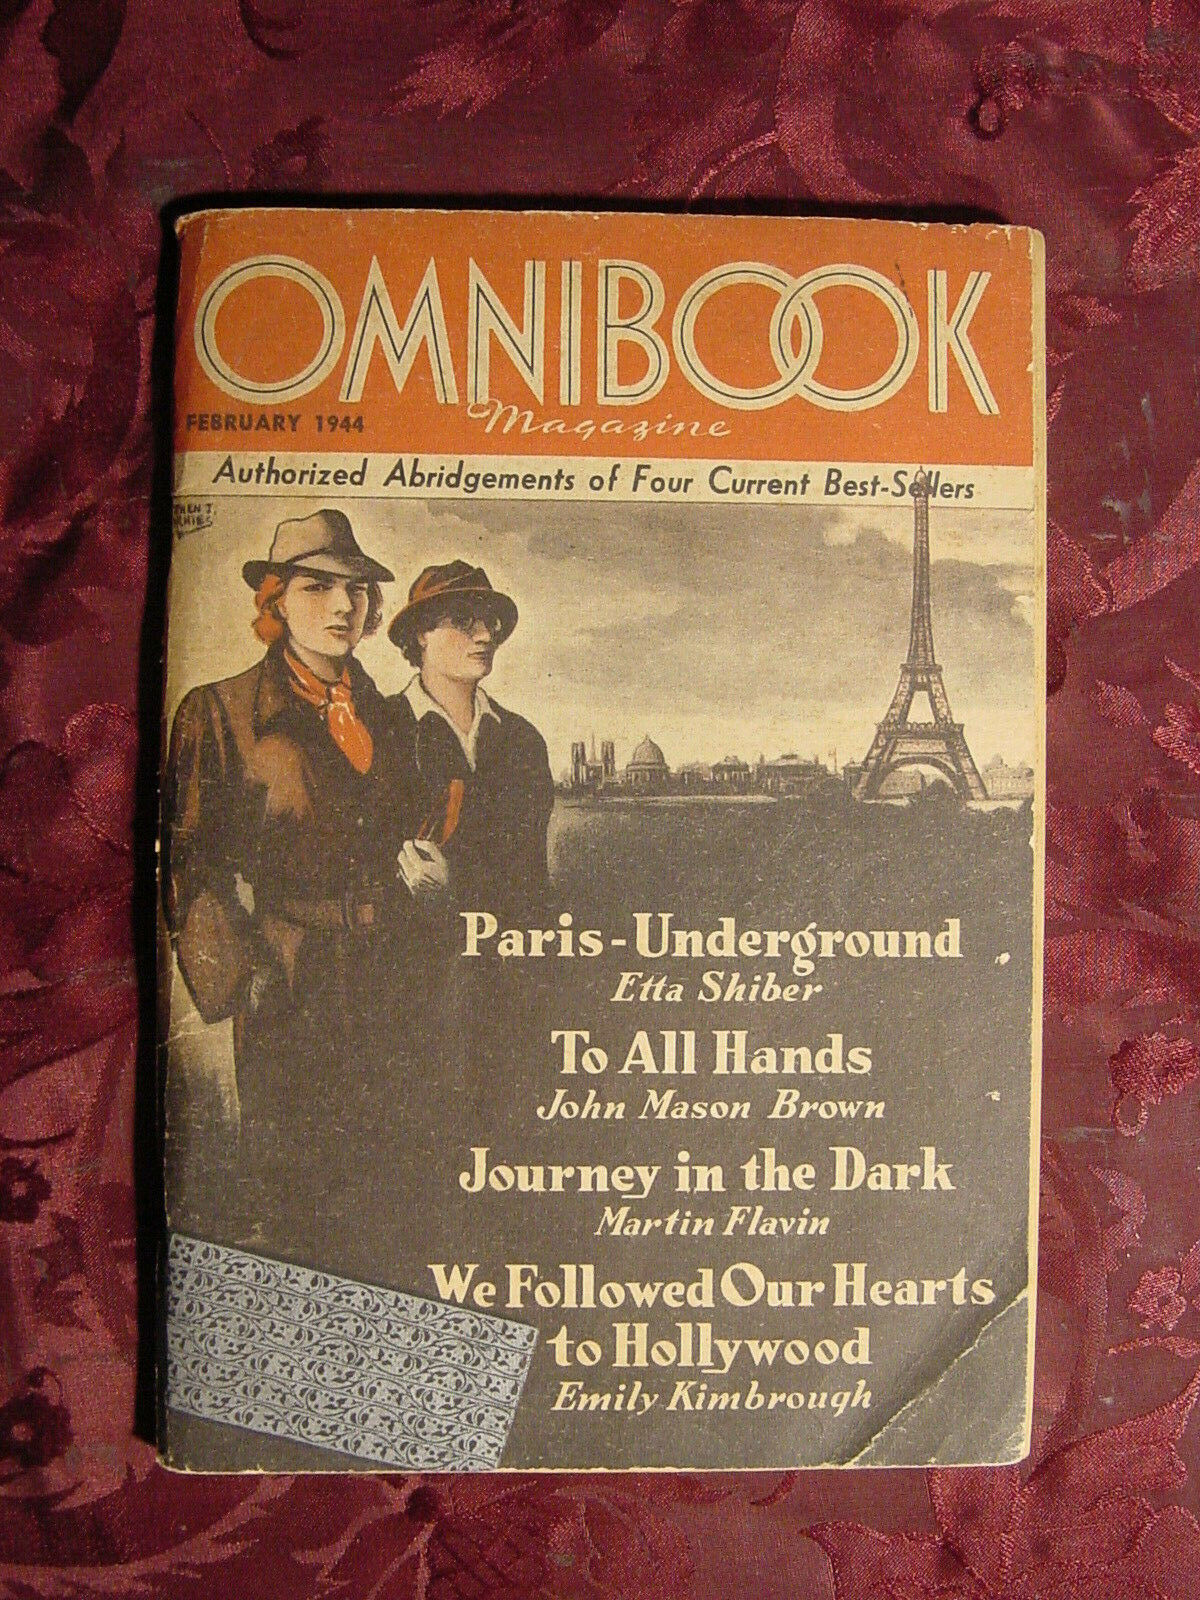 OMNIBOOK
Magazine
FEBRUARY 1944
Authorized Abridgements of Four Current Best-Sellers
Paris-Underground
Etta Shiber
To All Hands
John Mason Brown
Journey in the Dark
Martin Flavin
We Followed Our Hearts
to Hollywood
Emily Kimbrough